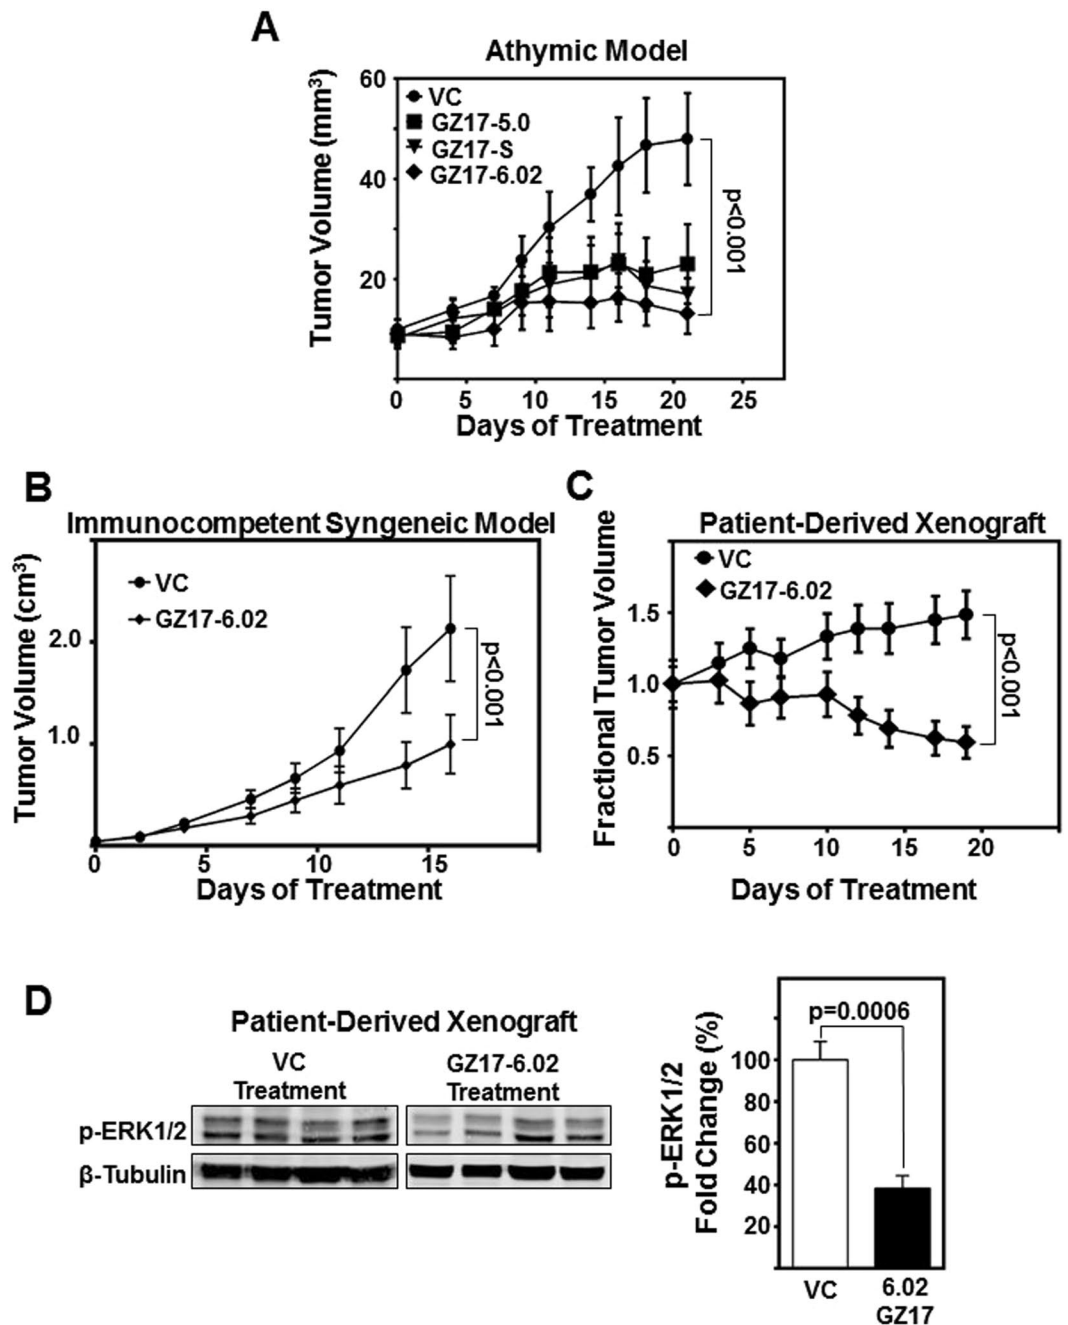 A
Athymic Model
Tumor Volume (mm³)
60
40
20
VC
GZ17-5.0
GZ17-S
GZ17-6.02
p<0.001
0 5 10 15 20 25
Days of Treatment
B
Immunocompetent Syngeneic Model
Tumor Volume (cm³)
2.0
1.0
VC
GZ17-6.02
p<0.001
0 5 10 15
Days of Treatment
C
Patient-Derived Xenograft
Fractional Tumor Volume
1.5
1.0
0.5
VC
GZ17-6.02
p<0.001
0 5 10 15 20
Days of Treatment
D
Patient-Derived Xenograft
VC
Treatment
GZ17-6.02
Treatment
p-ERK1/2
β-Tubulin
p-ERK1/2
Fold Change (%)
p=0.0006
100
80
60
40
20
VC
6.02
GZ17